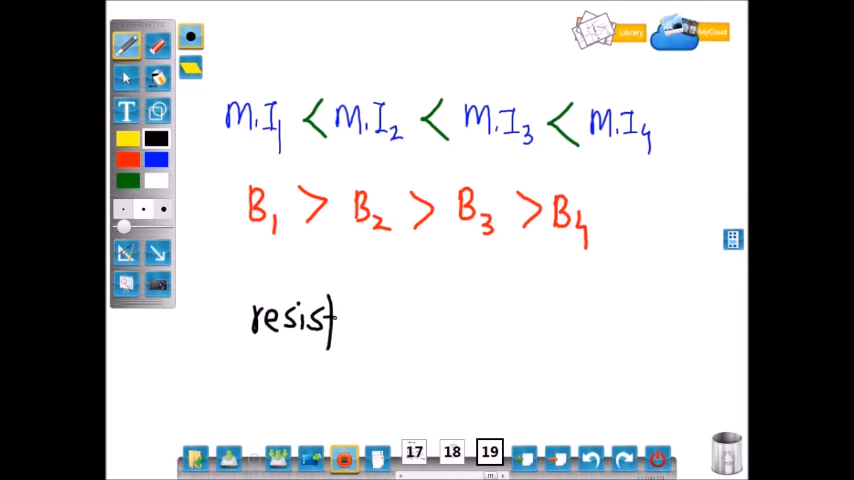 Library
MyCloud
M.I1 < M.I2 < M.I3 < M.I4
B1 > B2 > B3 > B4
resist
T
17 18 19